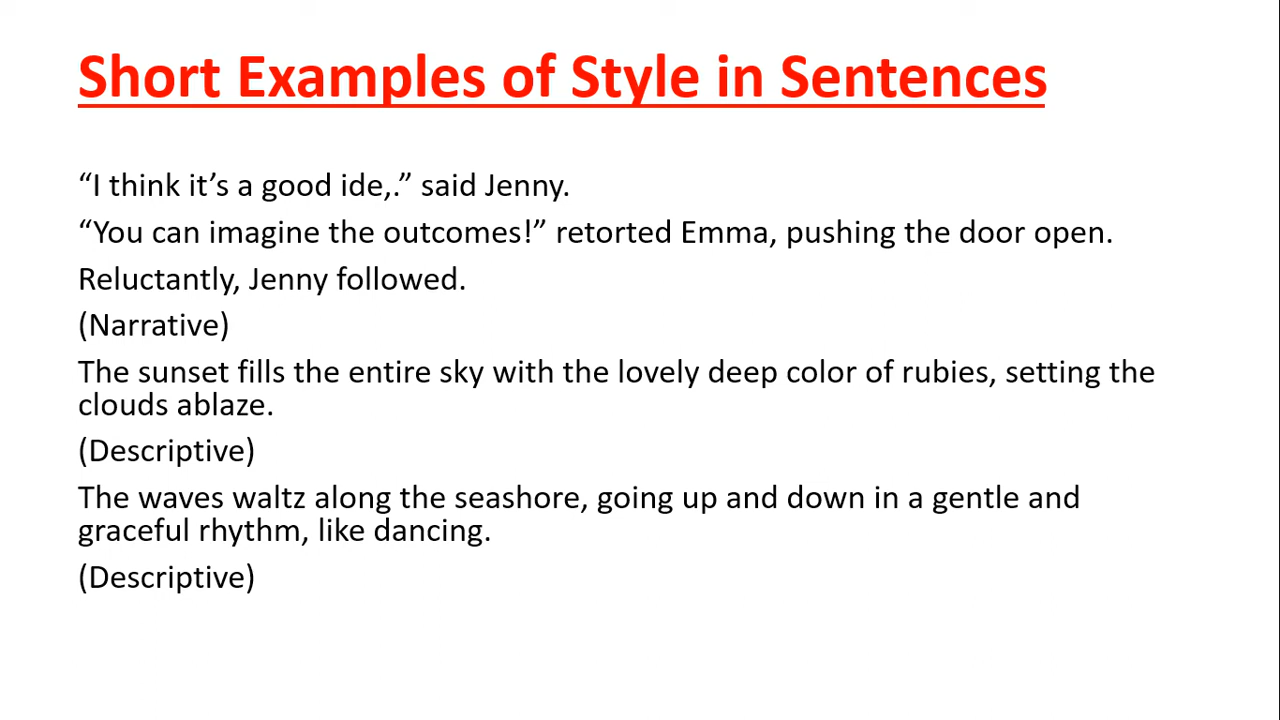 Short Examples of Style in Sentences
“I think it’s a good ide,.” said Jenny.
“You can imagine the outcomes!” retorted Emma, pushing the door open.
Reluctantly, Jenny followed.
(Narrative)
The sunset fills the entire sky with the lovely deep color of rubies, setting the
clouds ablaze.
(Descriptive)
The waves waltz along the seashore, going up and down in a gentle and
graceful rhythm, like dancing.
(Descriptive)